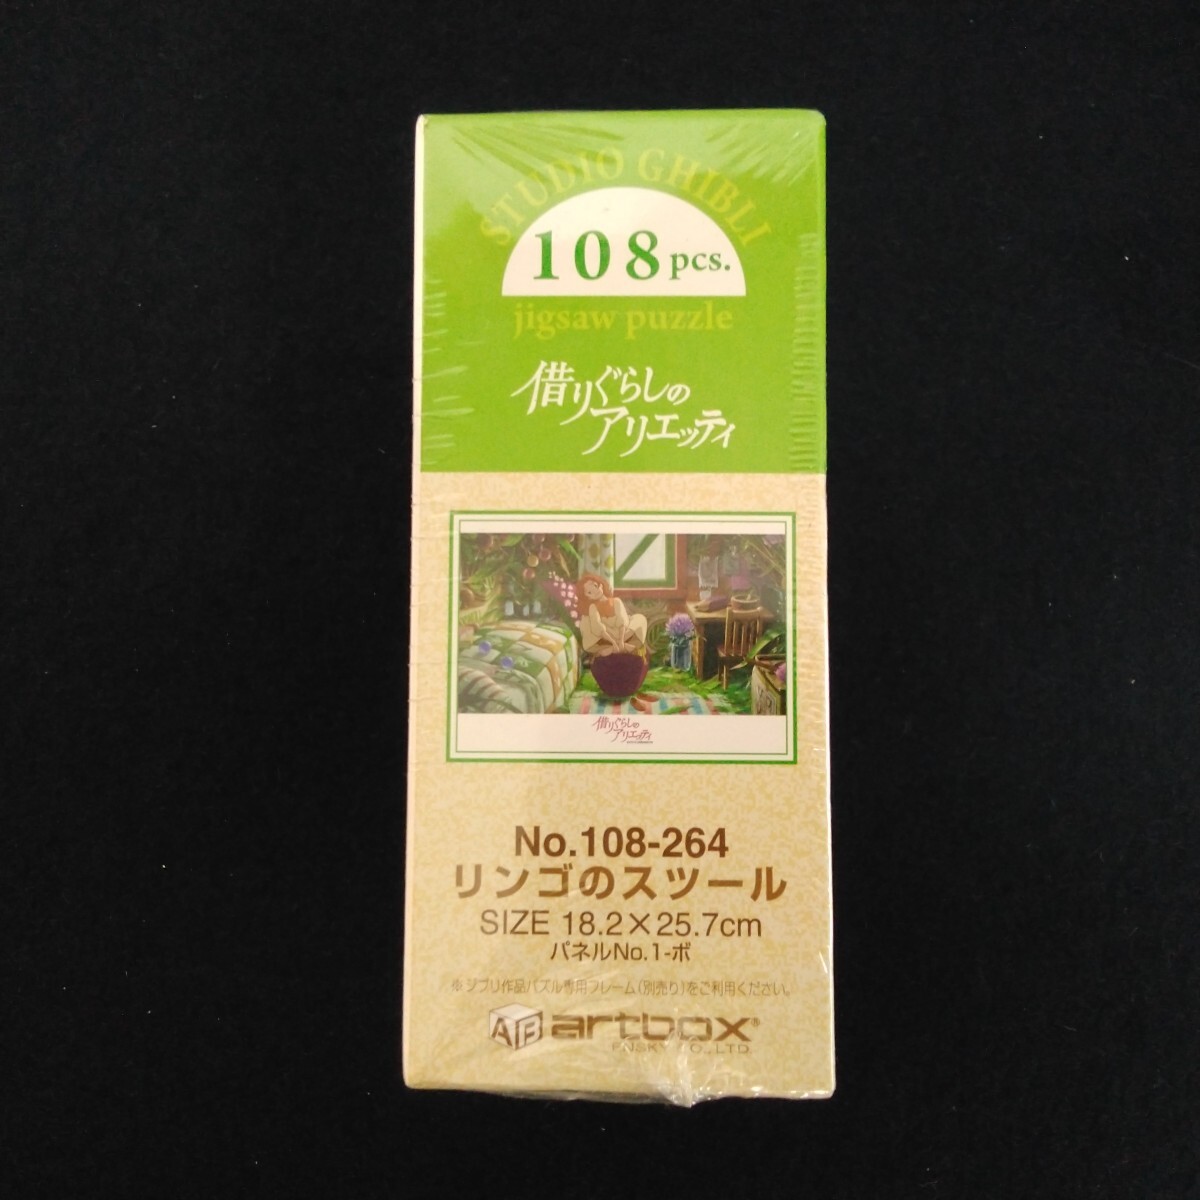 STUDIO GHIBLI
108pcs.
jigsaw puzzle
借りぐらしの
アリエッティ
借りぐらしの
アリエッティ
No.108-264
リンゴのスツール
SIZE 18.2×25.7cm
パネルNo.1-ボ
※ジブリ作品パズル専用フレーム(別売り)をご利用ください。
AB artbox®
ENSKY CO., LTD.